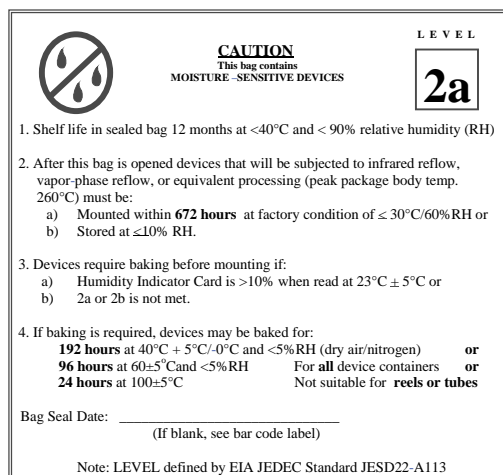 L E V E L
CAUTION
This bag contains
MOISTURE –SENSITIVE DEVICES
2a
1. Shelf life in sealed bag 12 months at <40°C and < 90% relative humidity (RH)
2. After this bag is opened devices that will be subjected to infrared reflow,
vapor-phase reflow, or equivalent processing (peak package body temp.
260°C) must be:
a) Mounted within 672 hours at factory condition of ≤ 30°C/60%RH or
b) Stored at ≤10% RH.
3. Devices require baking before mounting if:
a) Humidity Indicator Card is >10% when read at 23°C ± 5°C or
b) 2a or 2b is not met.
4. If baking is required, devices may be baked for:
192 hours at 40°C + 5°C/-0°C and <5%RH (dry air/nitrogen) or
96 hours at 60±5°Cand <5%RH For all device containers or
24 hours at 100±5°C Not suitable for reels or tubes
Bag Seal Date: ______________________________
(If blank, see bar code label)
Note: LEVEL defined by EIA JEDEC Standard JESD22-A113